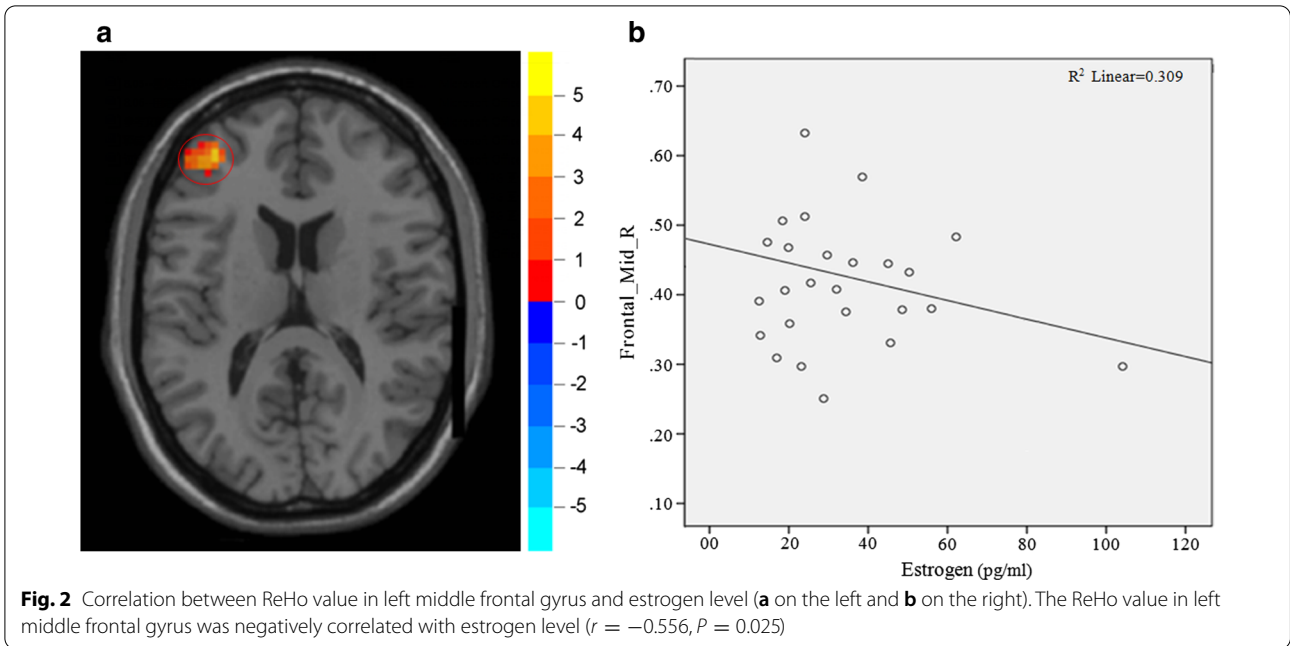 a
5
4
3
2
1
0
-1
-2
-3
-4
-5
b
R² Linear=0.309
.70
.60
.50
.40
.30
.20
.10
Frontal_Mid_R
00 20 40 60 80 100 120
Estrogen (pg/ml)
Fig. 2 Correlation between ReHo value in left middle frontal gyrus and estrogen level (a on the left and b on the right). The ReHo value in left
middle frontal gyrus was negatively correlated with estrogen level (r = −0.556, P = 0.025)